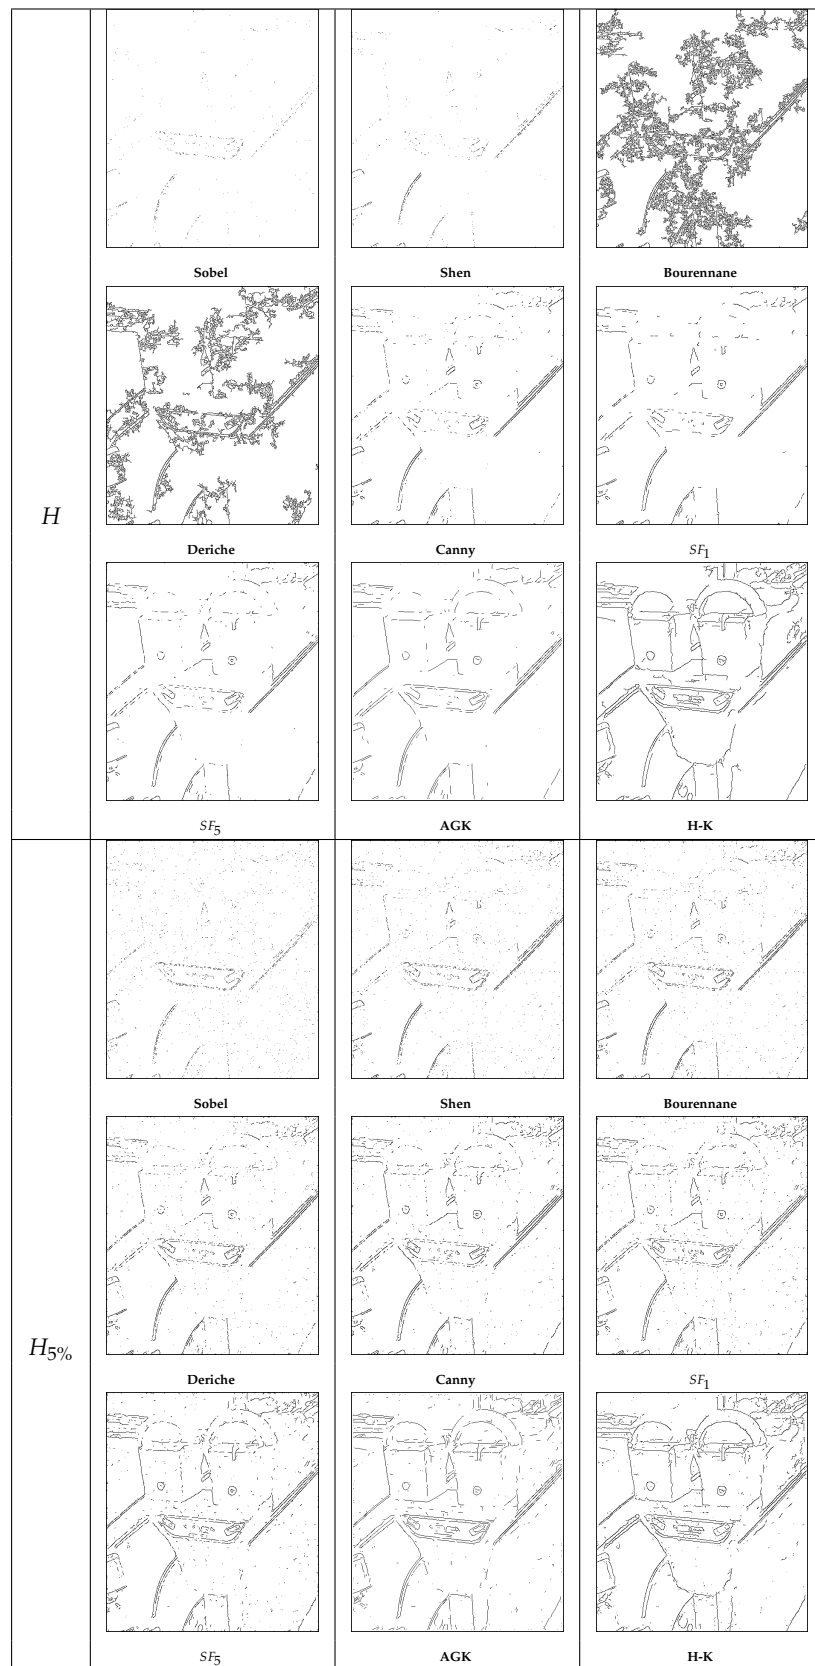 Sobel Shen Bourennane
Deriche Canny SF1
H
SF5 AGK H-K
Sobel Shen Bourennane
Deriche Canny SF1
H5%
SF5 AGK H-K